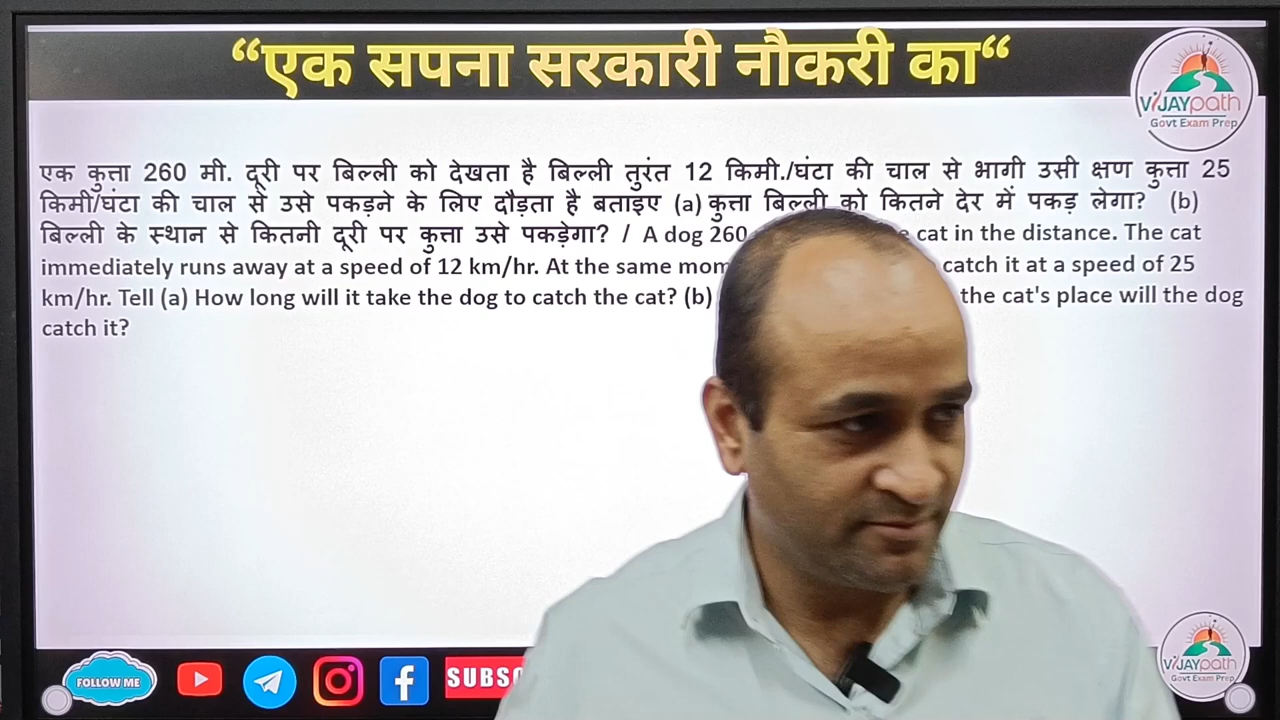 “एक सपना सरकारी नौकरी का“
VIJAYpath
Govt Exam Prep
एक कुत्ता 260 मी. दूरी पर बिल्ली को देखता है बिल्ली तुरंत 12 किमी./घंटा की चाल से भागी उसी क्षण कुत्ता 25
किमी/घंटा की चाल से उसे पकड़ने के लिए दौड़ता है बताइए (a) कुत्ता बिल्ली को कितने देर में पकड़ लेगा? (b)
बिल्ली के स्थान से कितनी दूरी पर कुत्ता उसे पकड़ेगा? / A dog 260 cat in the distance. The cat
immediately runs away at a speed of 12 km/hr. At the same catch it at a speed of 25
km/hr. Tell (a) How long will it take the dog to catch the cat? (b) the cat's place will the dog
catch it?
FOLLOW ME
VIJAYpath
Govt Exam Prep